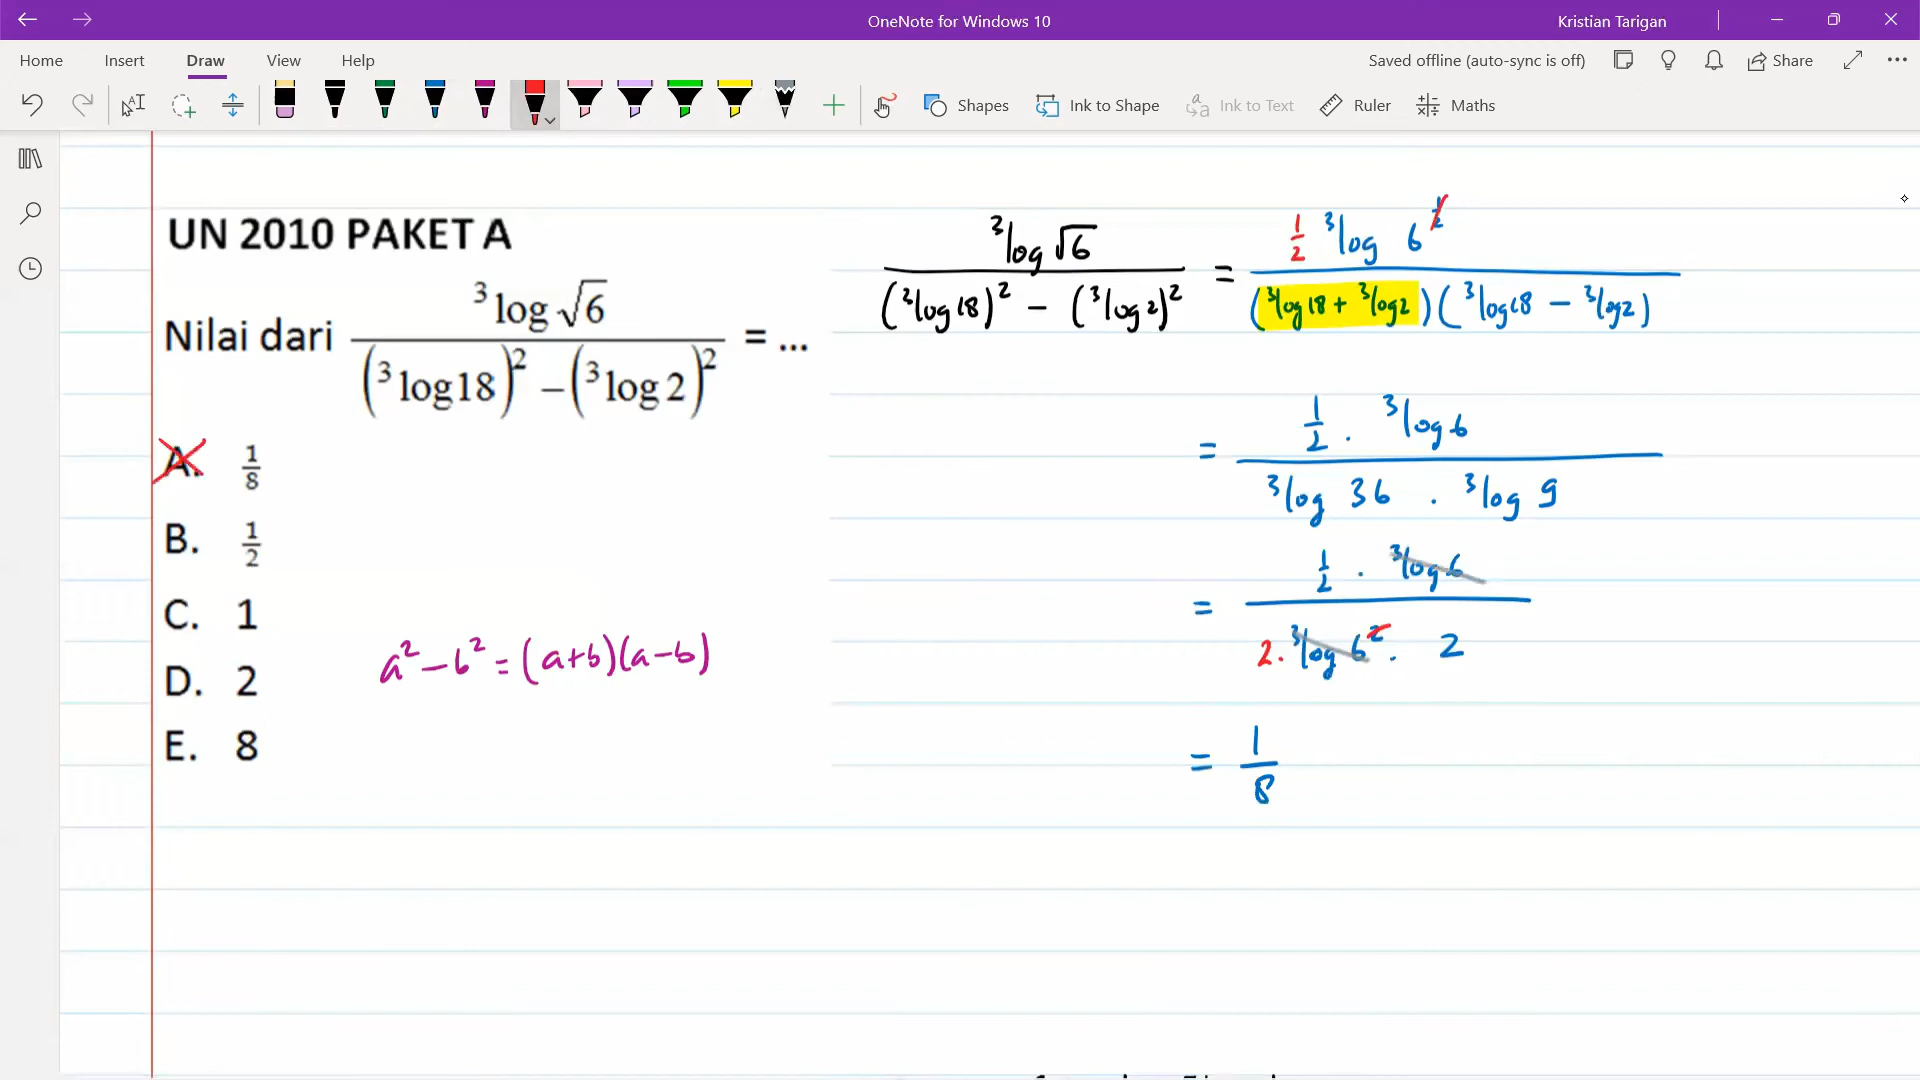 OneNote for Windows 10
Kristian Tarigan
Home Insert Draw View Help
Saved offline (auto-sync is off) Share
Shapes Ink to Shape Ink to Text Ruler Maths
UN 2010 PAKET A
Nilai dari ³log √6 / ((³log 18)² − (³log 2)²) = ...
A. 1/8
B. 1/2
C. 1
D. 2
E. 8
a² − b² = (a+b)(a−b)
³log √6 / ((³log 18)² − (³log 2)²) = 1/2 ³log 6^(1/2) / ((³log 18 + ³log 2)(³log 18 − ³log 2))
= 1/2 . ³log 6 / (³log 36 . ³log 9)
= 1/2 . ³log 6 / (2. ³log 6² . 2)
= 1/8